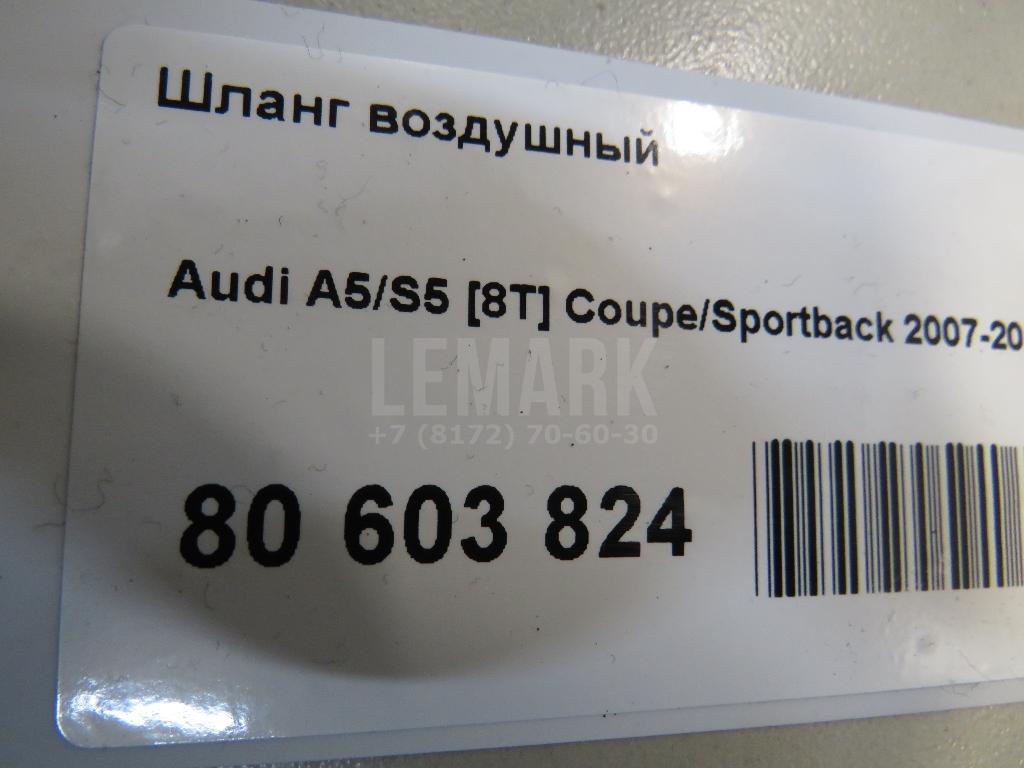 Шланг воздушный
Audi A5/S5 [8T] Coupe/Sportback 2007-20
LEMARK
+7 (8172) 70-60-30
80 603 824